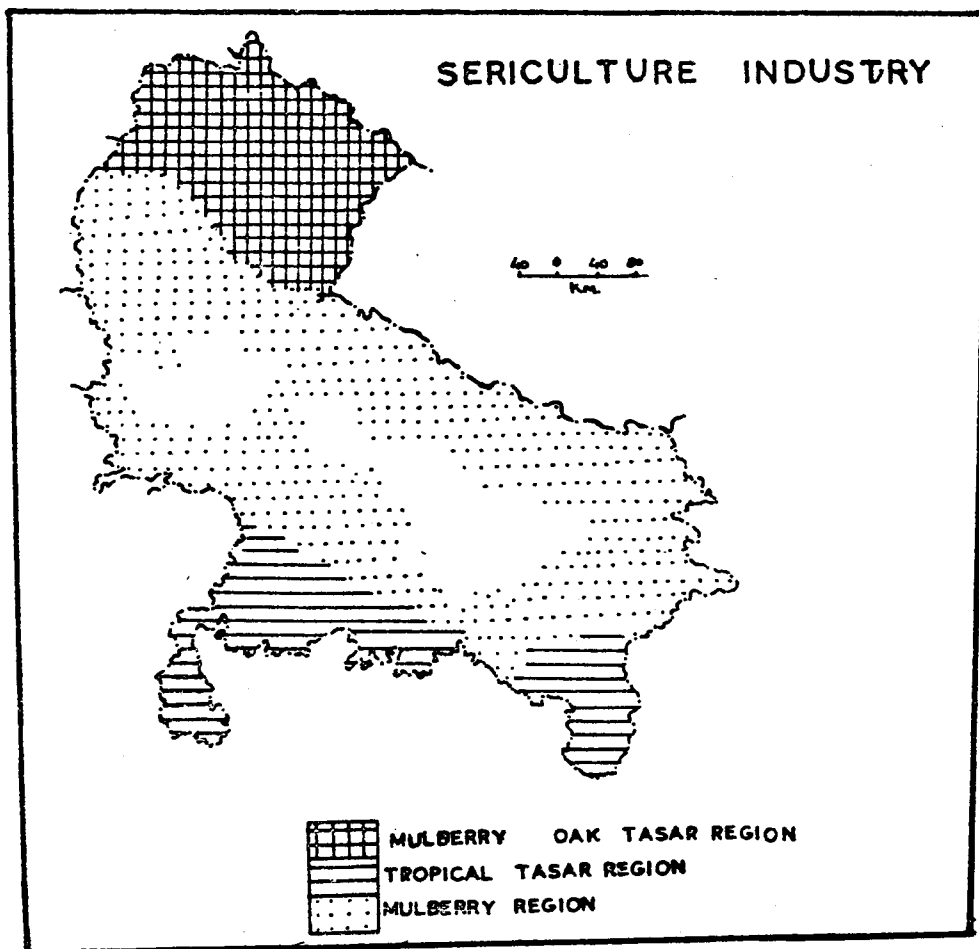 SERICULTURE INDUSTRY
40 0 40 80
KM.
MULBERRY OAK TASAR REGION
TROPICAL TASAR REGION
MULBERRY REGION